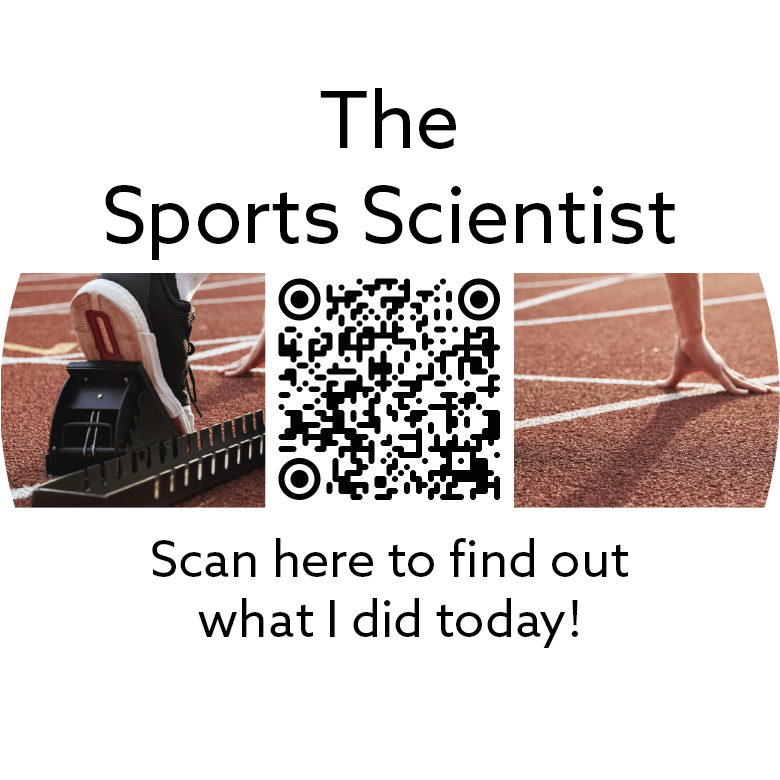 The
Sports Scientist
Scan here to find out
what I did today!